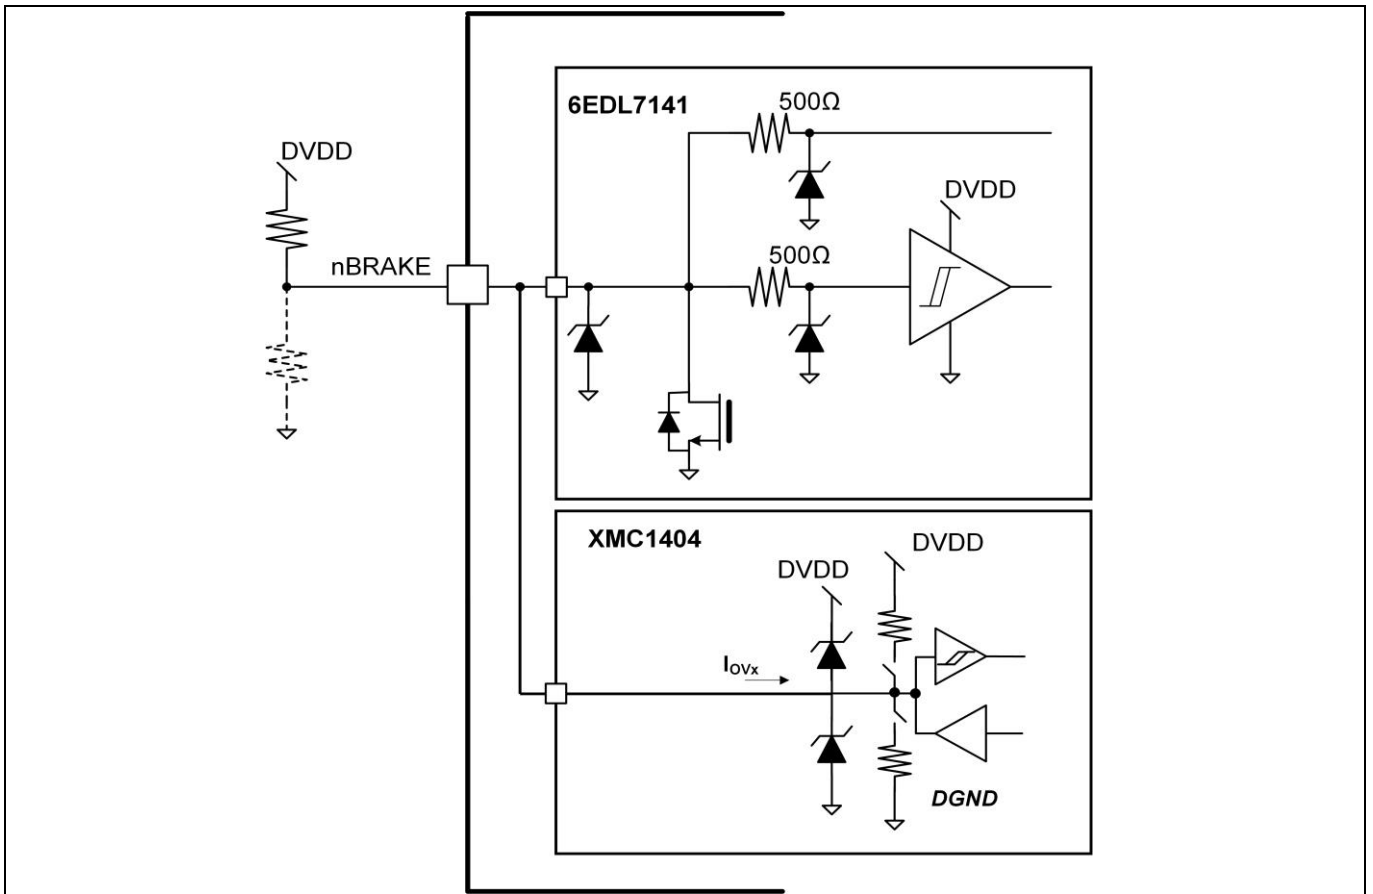 6EDL7141
500Ω
DVDD
DVDD
500Ω
nBRAKE
XMC1404
DVDD
DVDD
IOVx
DGND